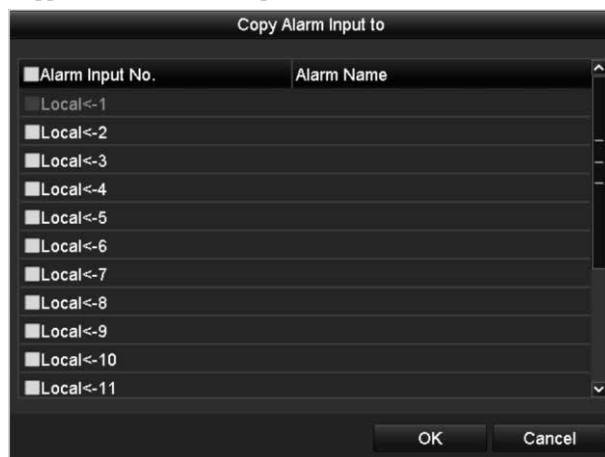 Copy Alarm Input to
Alarm Input No. Alarm Name
Local<-1
Local<-2
Local<-3
Local<-4
Local<-5
Local<-6
Local<-7
Local<-8
Local<-9
Local<-10
Local<-11
OK Cancel